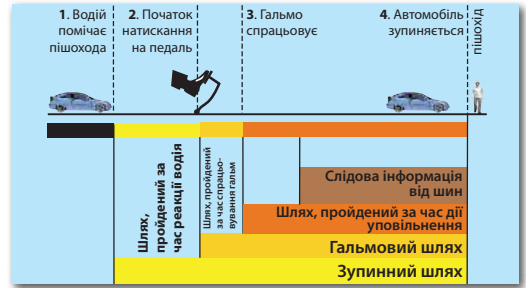 1. Водій
помічає
пішохода
2. Початок
натискання
на педаль
3. Гальмо
спрацьовує
4. Автомобіль
зупиняється
пішохід
Шлях,
пройдений за
час реакції водія
Шлях, пройдений
за час спрацьо-
вування гальм
Слідова інформація
від шин
Шлях, пройдений за час дії
уповільнення
Гальмовий шлях
Зупинний шлях